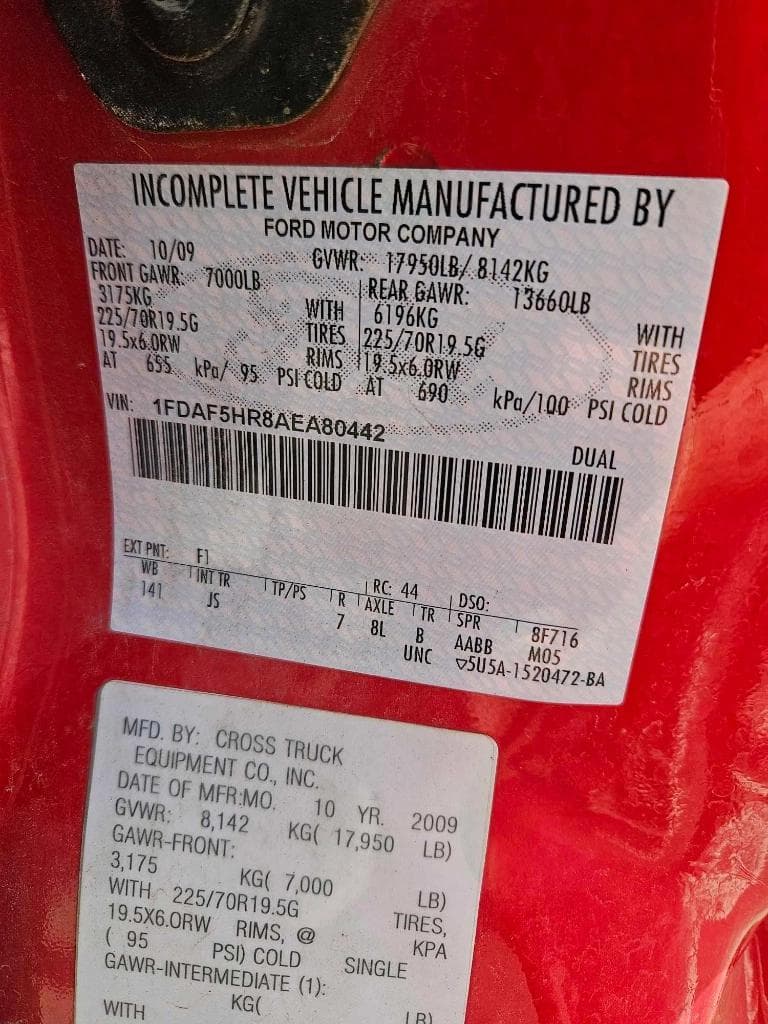 INCOMPLETE VEHICLE MANUFACTURED BY
FORD MOTOR COMPANY
DATE: 10/09 GVWR: 17950LB/ 8142KG
FRONT GAWR: 7000LB REAR GAWR: 13660LB
3175KG WITH 6196KG WITH
225/70R19.5G TIRES 225/70R19.5G TIRES
19.5x6.0RW RIMS 19.5x6.0RW RIMS
AT 655 kPa/ 95 PSI COLD AT 690 kPa/100 PSI COLD
VIN: 1FDAF5HR8AEA80442
DUAL
EXT PNT: F1 RC: 44 DSO:
WB INT TR TP/PS R AXLE TR SPR 8F716
141 JS 7 8L B AABB M05
UNC ▽5U5A-1520472-BA
MFD. BY: CROSS TRUCK
EQUIPMENT CO., INC.
DATE OF MFR:MO. 10 YR. 2009
GVWR: 8,142 KG( 17,950 LB)
GAWR-FRONT:
3,175 KG( 7,000 LB)
WITH 225/70R19.5G TIRES,
19.5X6.0RW RIMS, @ KPA
( 95 PSI) COLD SINGLE
GAWR-INTERMEDIATE (1):
KG( LB)
WITH